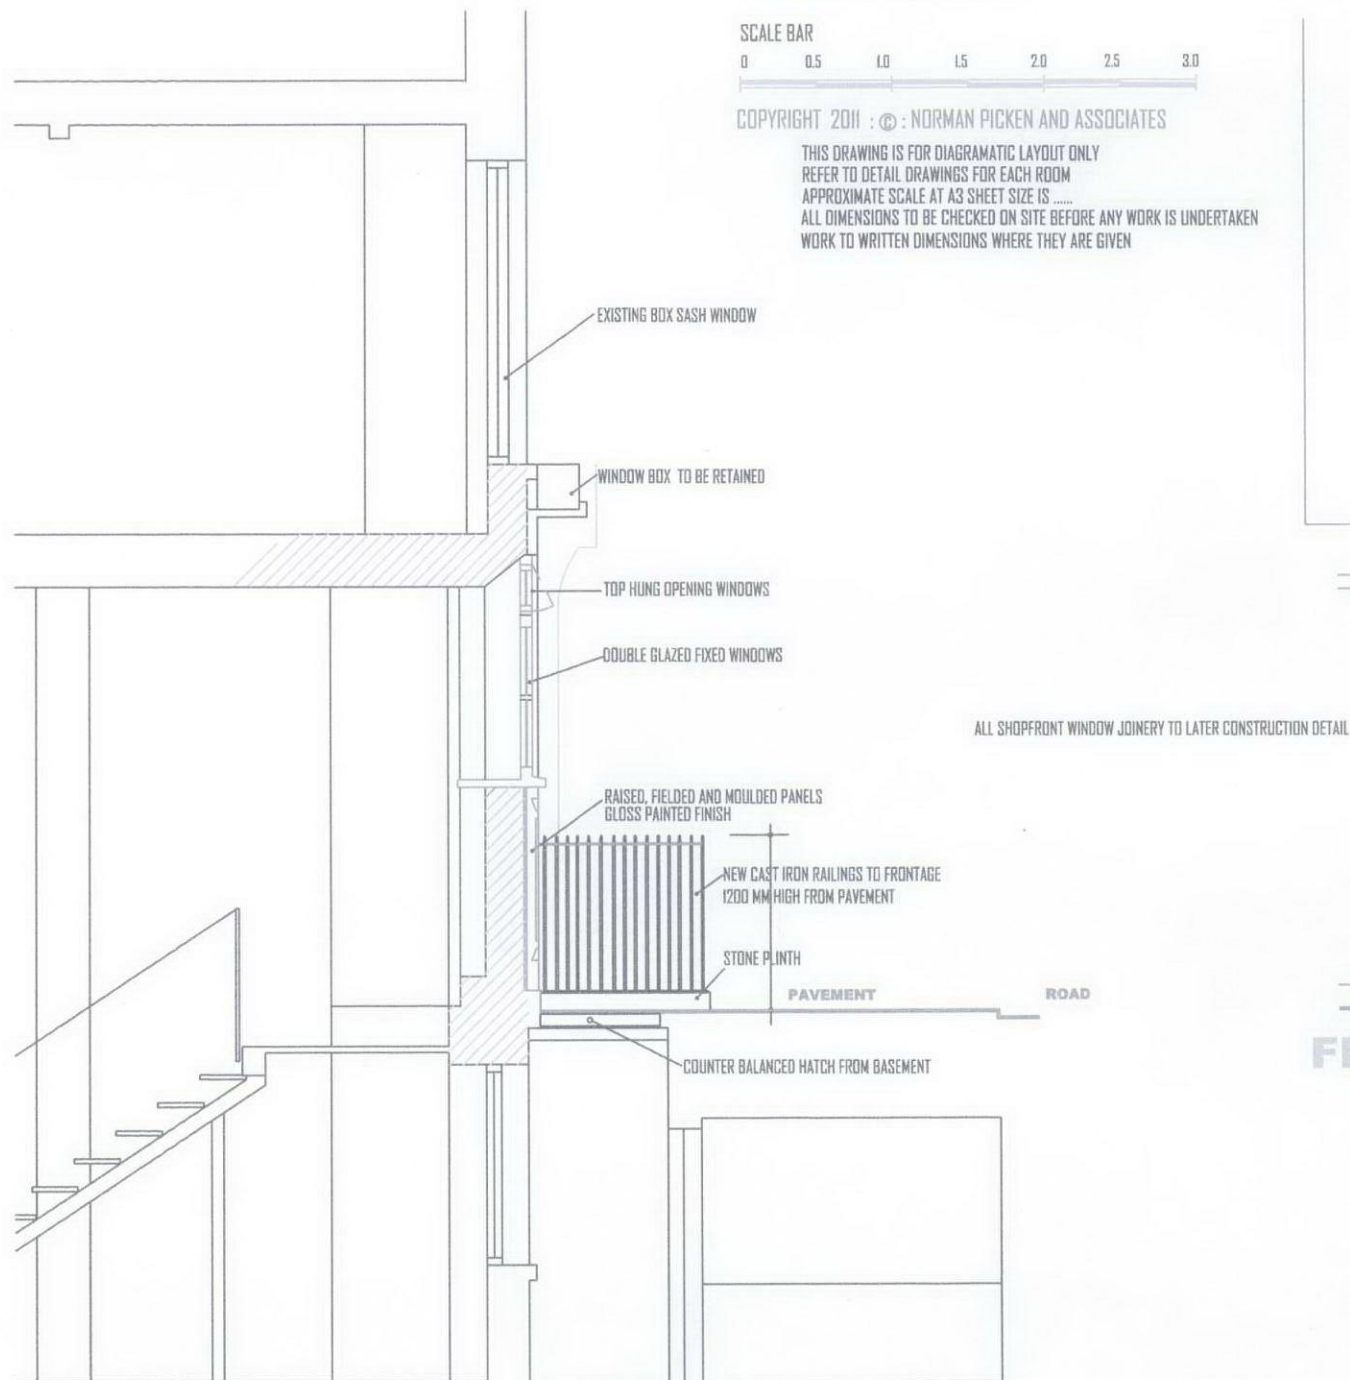 SCALE BAR
0 0.5 1.0 1.5 2.0 2.5 3.0
COPYRIGHT 2011 : © : NORMAN PICKEN AND ASSOCIATES
THIS DRAWING IS FOR DIAGRAMATIC LAYOUT ONLY
REFER TO DETAIL DRAWINGS FOR EACH ROOM
APPROXIMATE SCALE AT A3 SHEET SIZE IS ......
ALL DIMENSIONS TO BE CHECKED ON SITE BEFORE ANY WORK IS UNDERTAKEN
WORK TO WRITTEN DIMENSIONS WHERE THEY ARE GIVEN
EXISTING BOX SASH WINDOW
WINDOW BOX TO BE RETAINED
TOP HUNG OPENING WINDOWS
DOUBLE GLAZED FIXED WINDOWS
ALL SHOPFRONT WINDOW JOINERY TO LATER CONSTRUCTION DETAIL
RAISED, FIELDED AND MOULDED PANELS
GLOSS PAINTED FINISH
NEW CAST IRON RAILINGS TO FRONTAGE
1200 MM HIGH FROM PAVEMENT
STONE PLINTH
PAVEMENT
ROAD
COUNTER BALANCED HATCH FROM BASEMENT